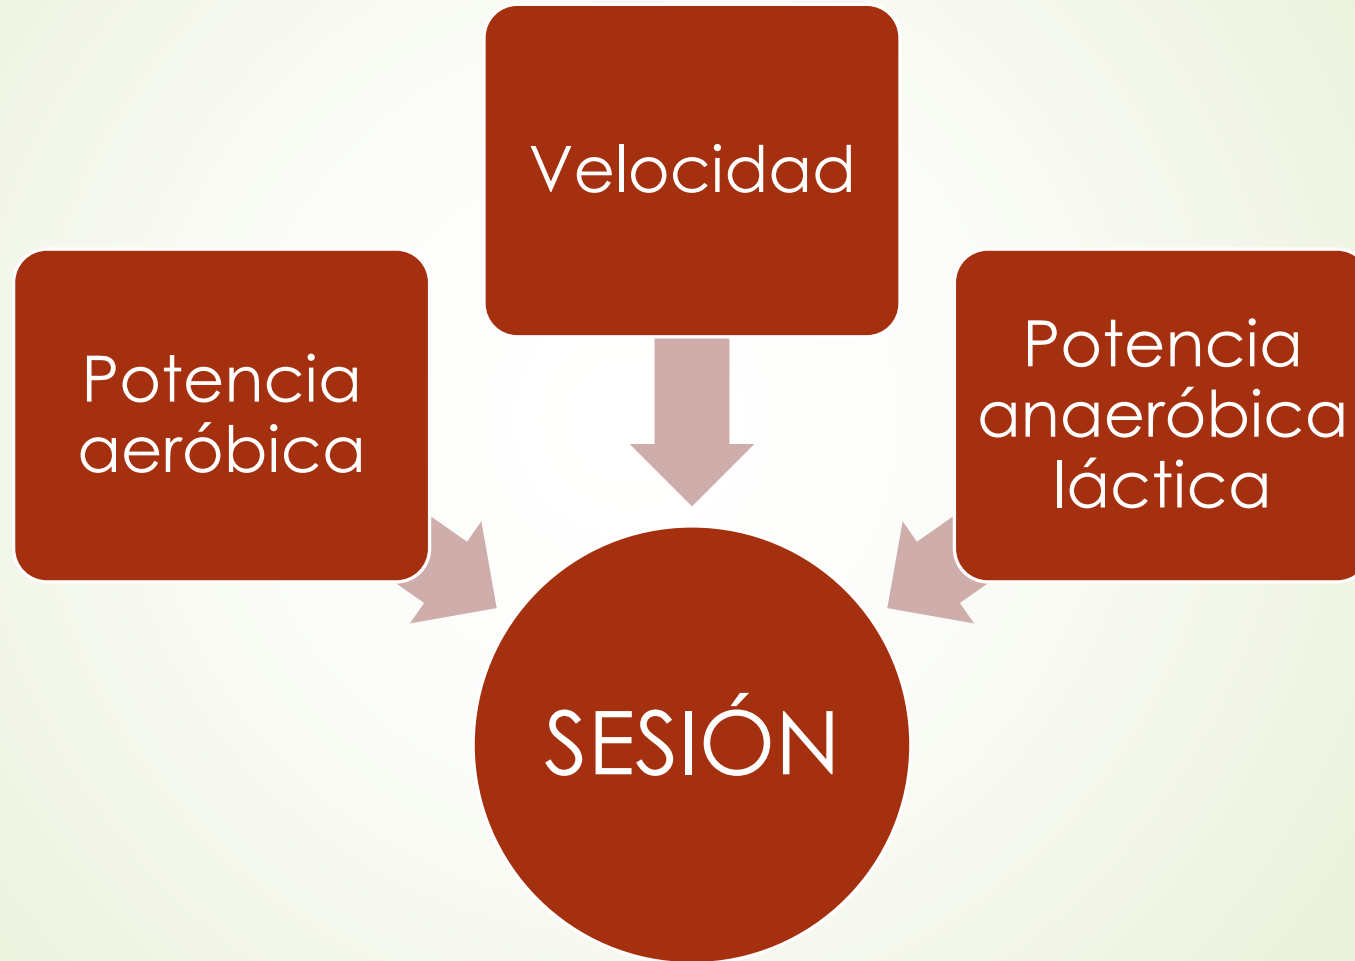 Velocidad
Potencia
aeróbica
Potencia
anaeróbica
láctica
SESIÓN